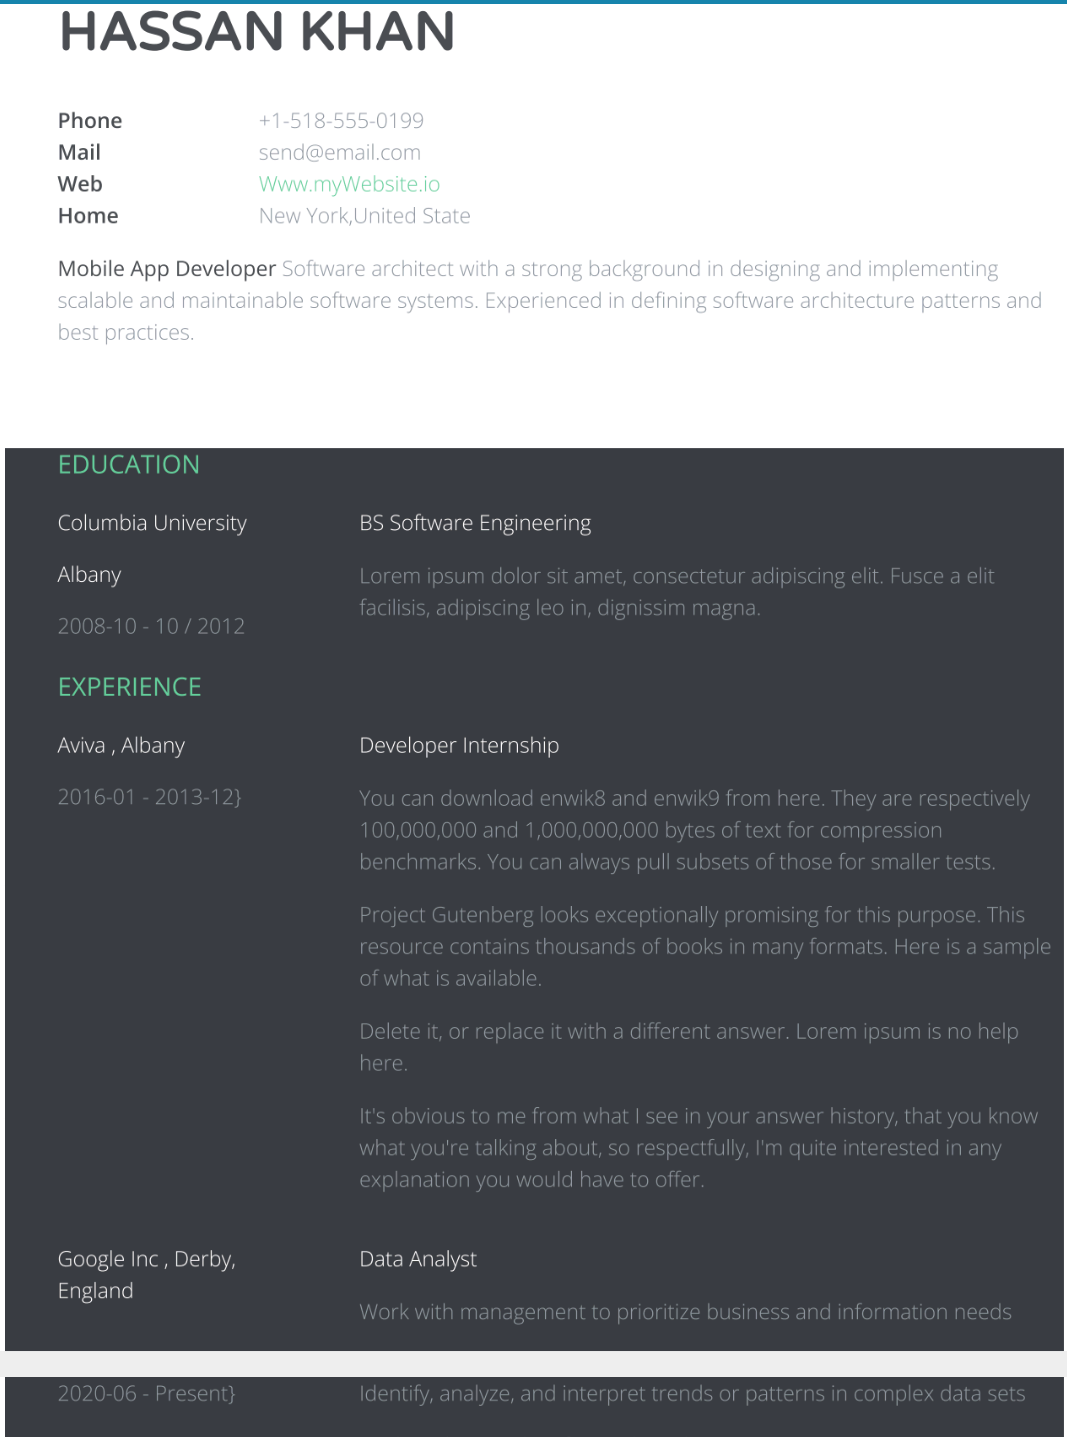 HASSAN KHAN
Phone +1-518-555-0199
Mail send@email.com
Web Www.myWebsite.io
Home New York,United State
Mobile App Developer Software architect with a strong background in designing and implementing
scalable and maintainable software systems. Experienced in defining software architecture patterns and
best practices.
EDUCATION
Columbia University
Albany
2008-10 - 10 / 2012
BS Software Engineering
Lorem ipsum dolor sit amet, consectetur adipiscing elit. Fusce a elit
facilisis, adipiscing leo in, dignissim magna.
EXPERIENCE
Aviva , Albany
2016-01 - 2013-12}
Developer Internship
You can download enwik8 and enwik9 from here. They are respectively
100,000,000 and 1,000,000,000 bytes of text for compression
benchmarks. You can always pull subsets of those for smaller tests.
Project Gutenberg looks exceptionally promising for this purpose. This
resource contains thousands of books in many formats. Here is a sample
of what is available.
Delete it, or replace it with a different answer. Lorem ipsum is no help
here.
It's obvious to me from what I see in your answer history, that you know
what you're talking about, so respectfully, I'm quite interested in any
explanation you would have to offer.
Google Inc , Derby,
England
2020-06 - Present}
Data Analyst
Work with management to prioritize business and information needs
Identify, analyze, and interpret trends or patterns in complex data sets